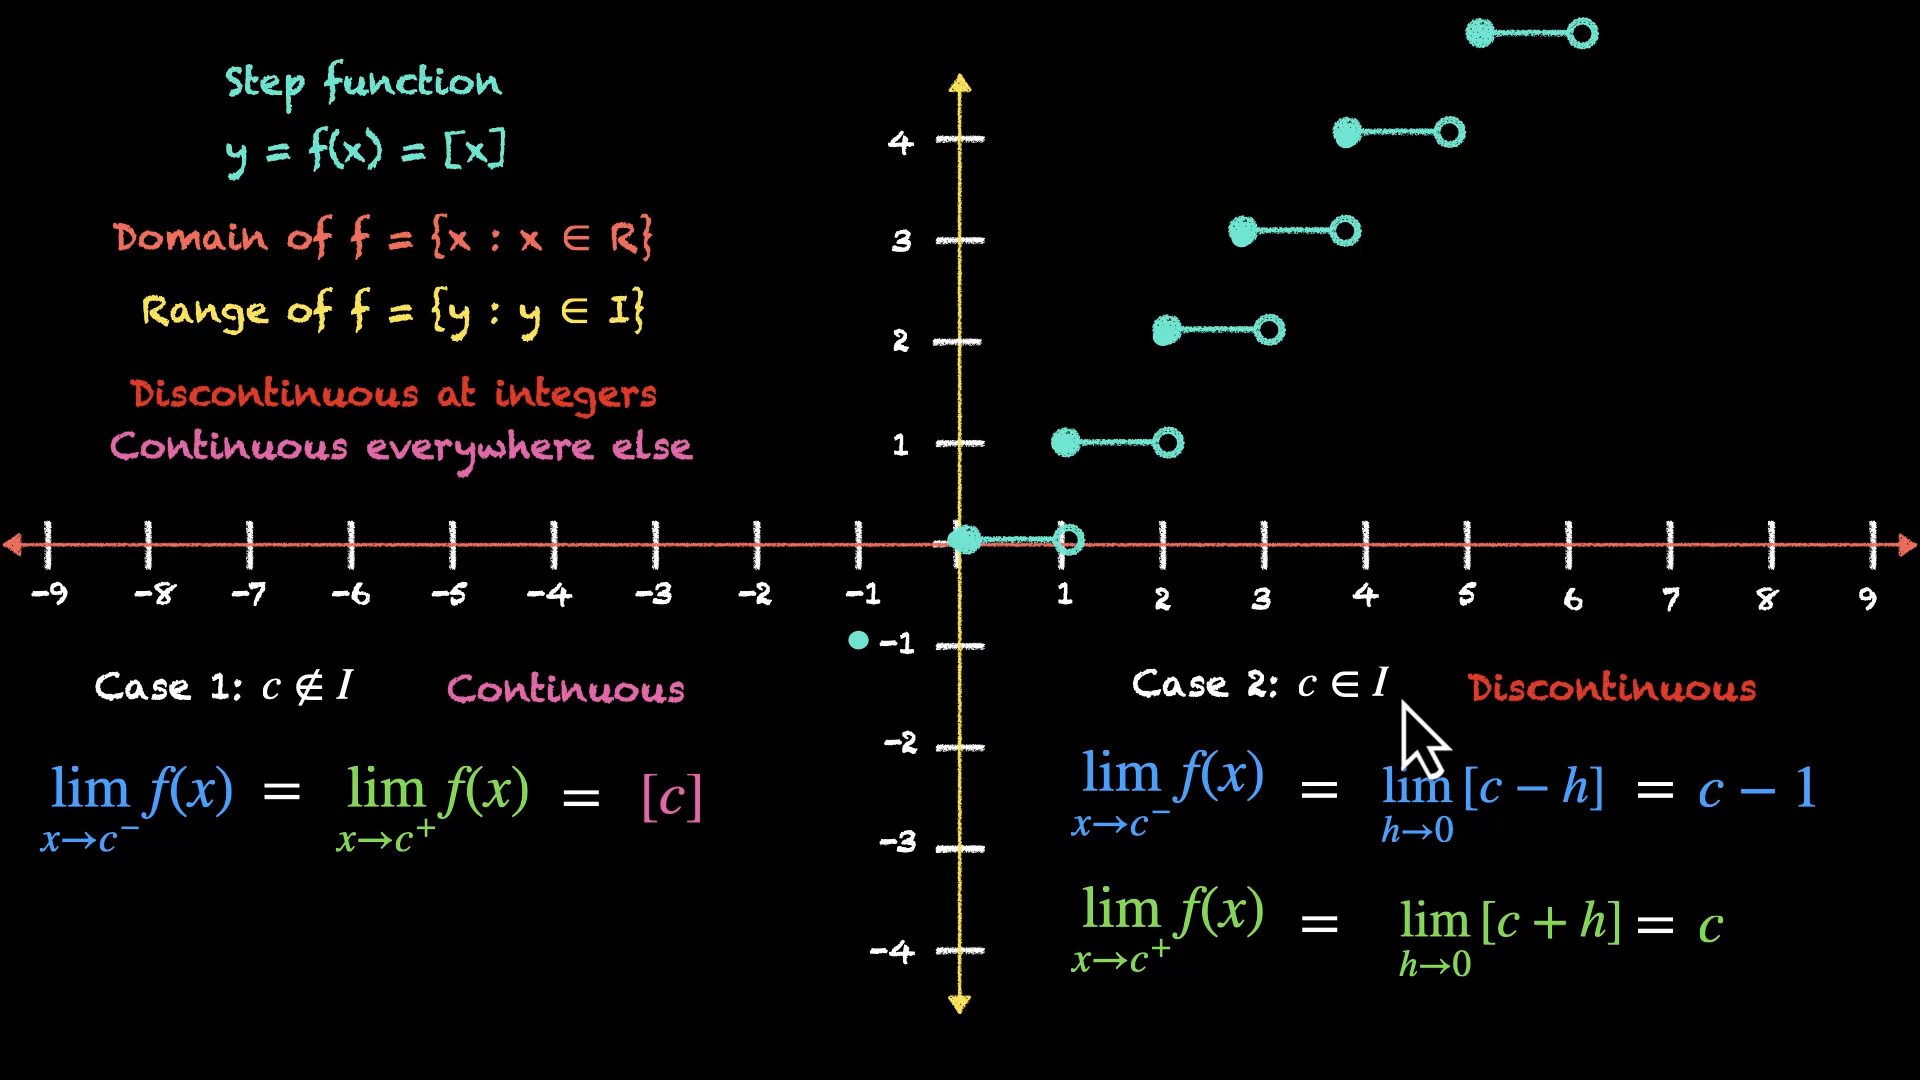 Step function
y = f(x) = [x]
Domain of f = {x : x ∈ R}
Range of f = {y : y ∈ I}
Discontinuous at integers
Continuous everywhere else
4
3
2
1
-9 -8 -7 -6 -5 -4 -3 -2 -1 1 2 3 4 5 6 7 8 9
-1
-2
-3
-4
Case 1: c ∉ I Continuous
lim x→c⁻ f(x) = lim x→c⁺ f(x) = [c]
Case 2: c ∈ I Discontinuous
lim x→c⁻ f(x) = lim h→0 [c − h] = c − 1
lim x→c⁺ f(x) = lim h→0 [c + h] = c